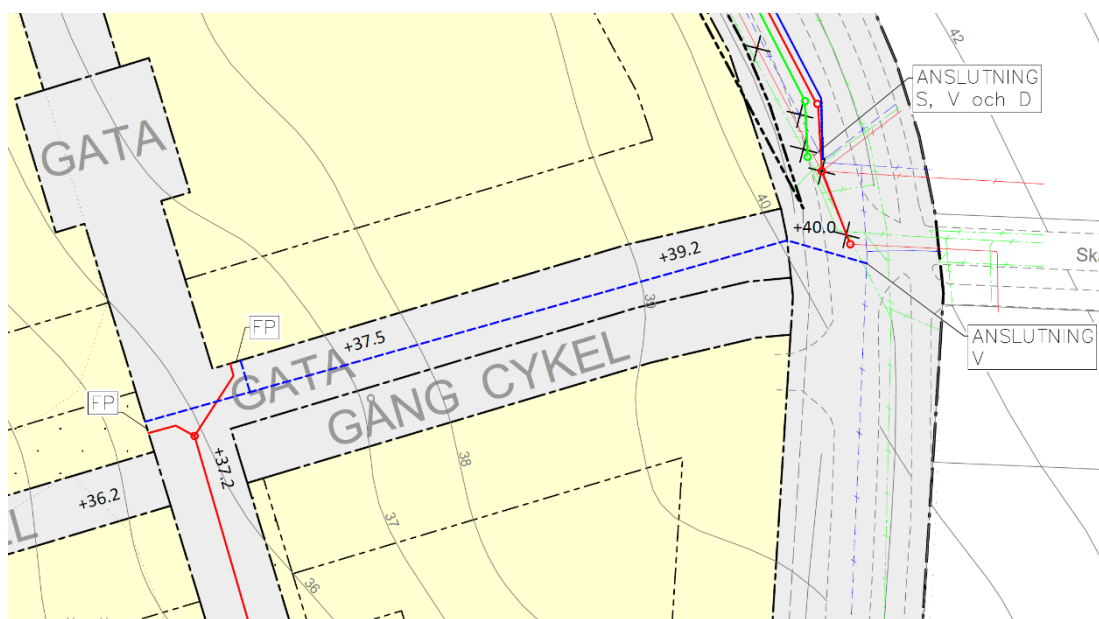 42
ANSLUTNING
S, V och D
GATA
40
+40.0
+39.2
Ska
39
FP
+37.5
ANSLUTNING
V
GATA
GÅNG CYKEL
FP
+37.2
38
+36.2
37
36